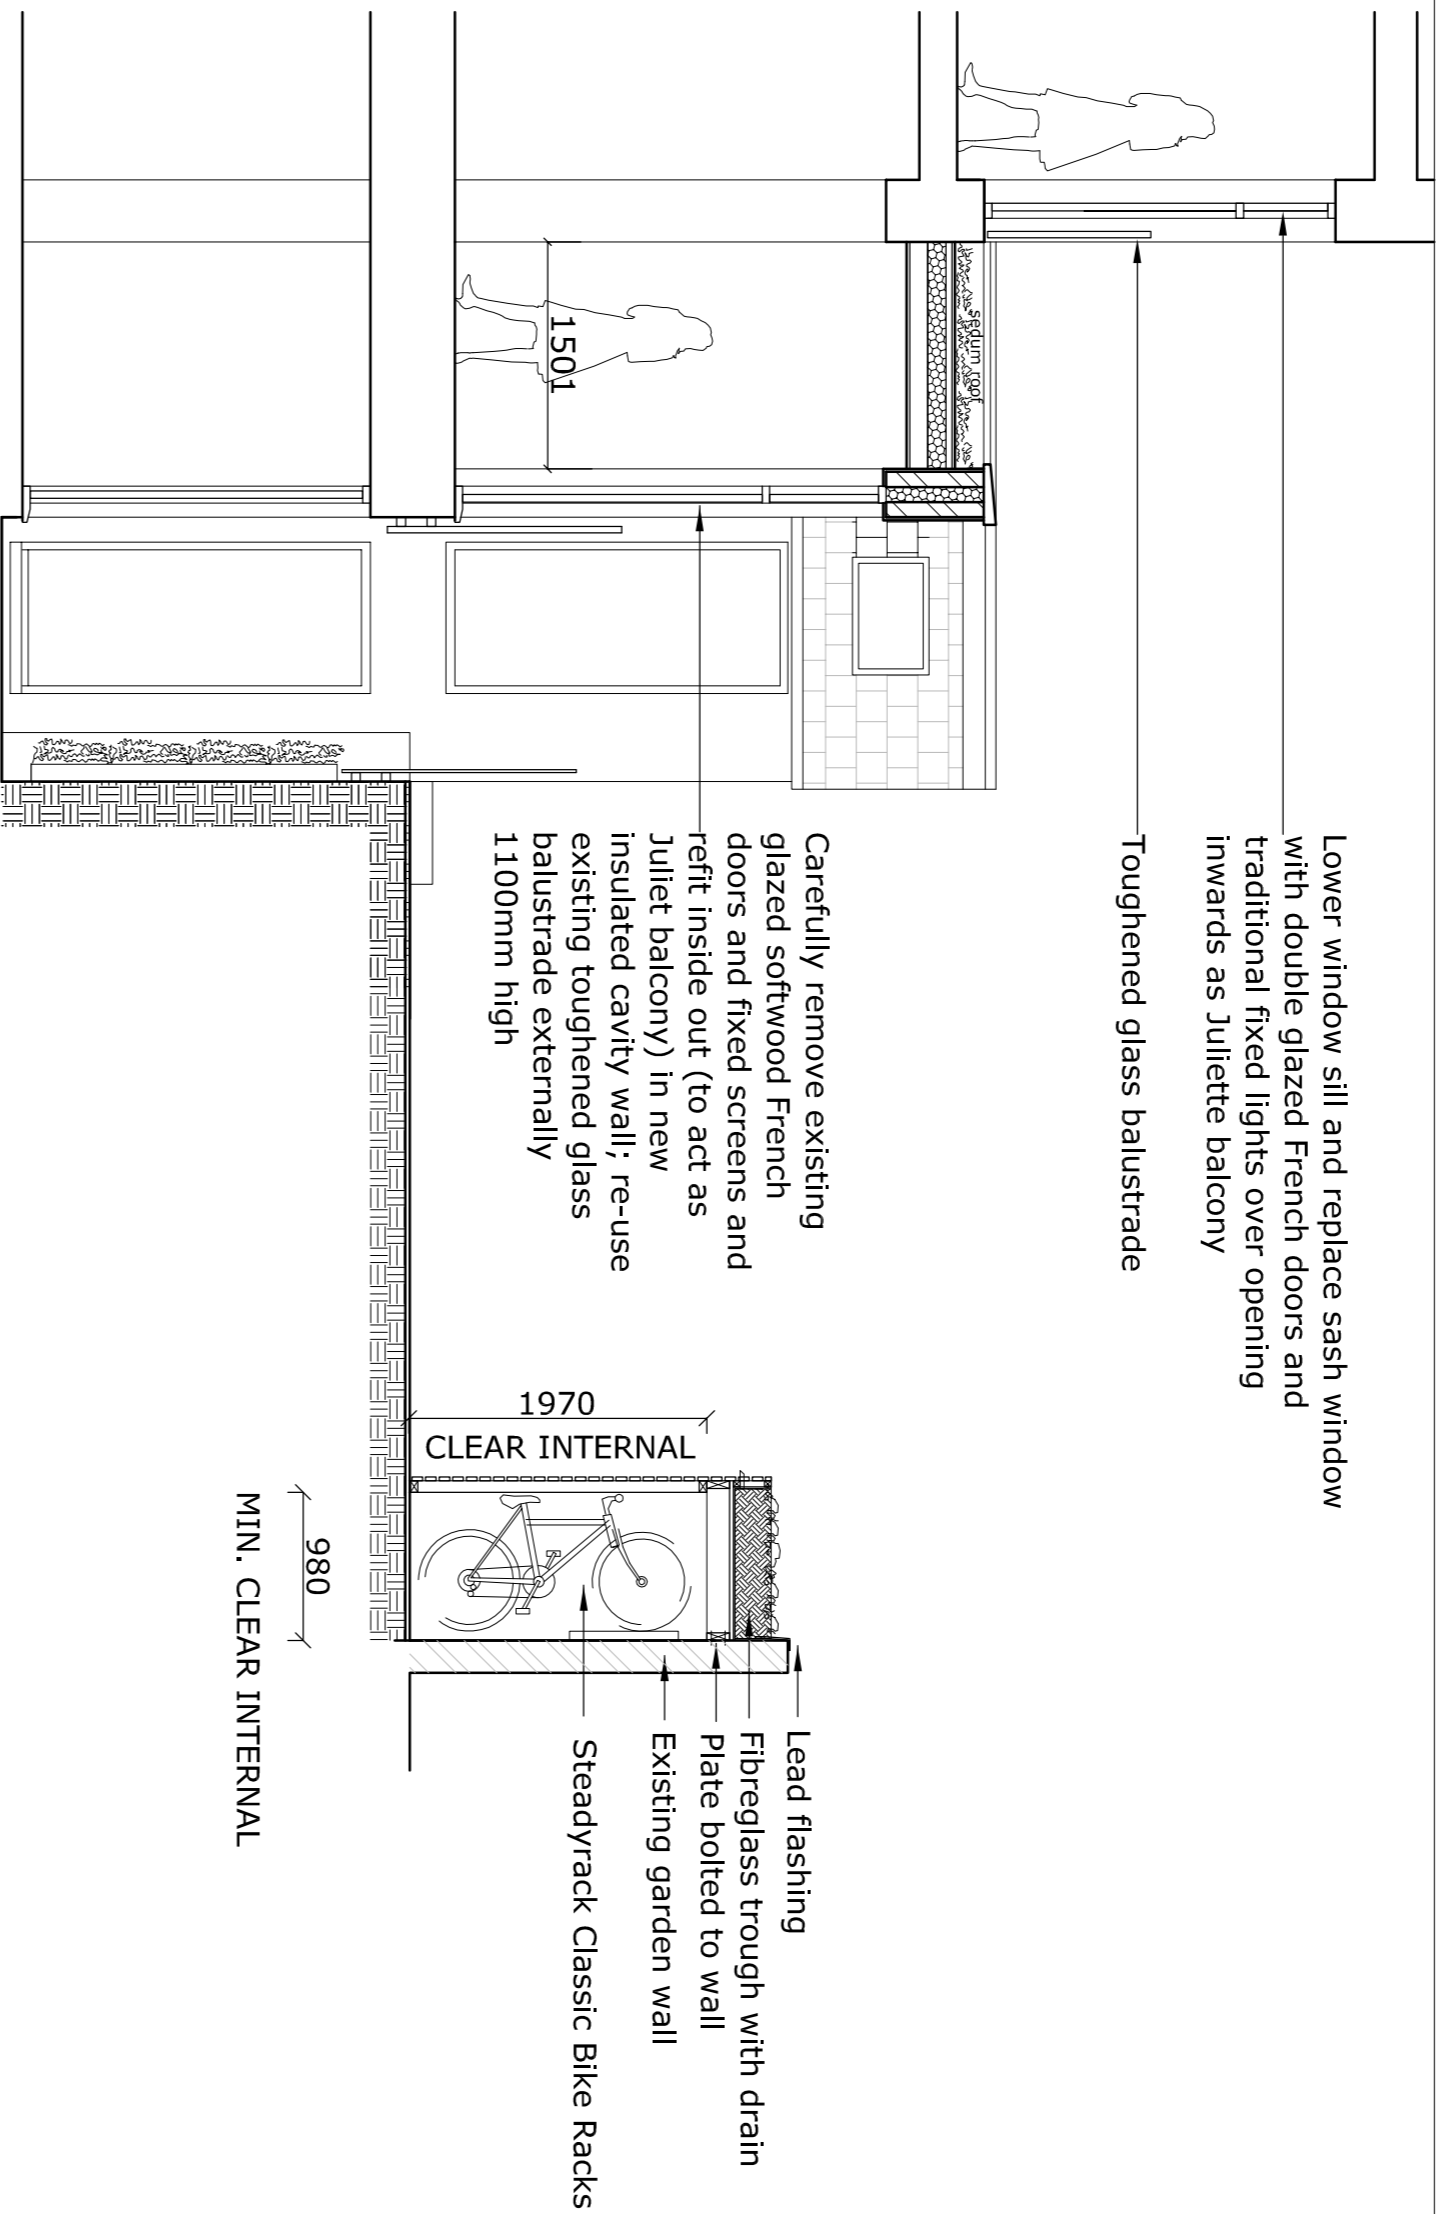 Lower window sill and replace sash window
with double glazed French doors and
traditional fixed lights over opening
inwards as Juliette balcony
Toughened glass balustrade
sedum roof
1501
Carefully remove existing
glazed softwood French
doors and fixed screens and
refit inside out (to act as
Juliet balcony) in new
insulated cavity wall; re-use
existing toughened glass
balustrade externally
1100mm high
1970
CLEAR INTERNAL
Lead flashing
Fibreglass trough with drain
Plate bolted to wall
Existing garden wall
Steadyrack Classic Bike Racks
980
MIN. CLEAR INTERNAL